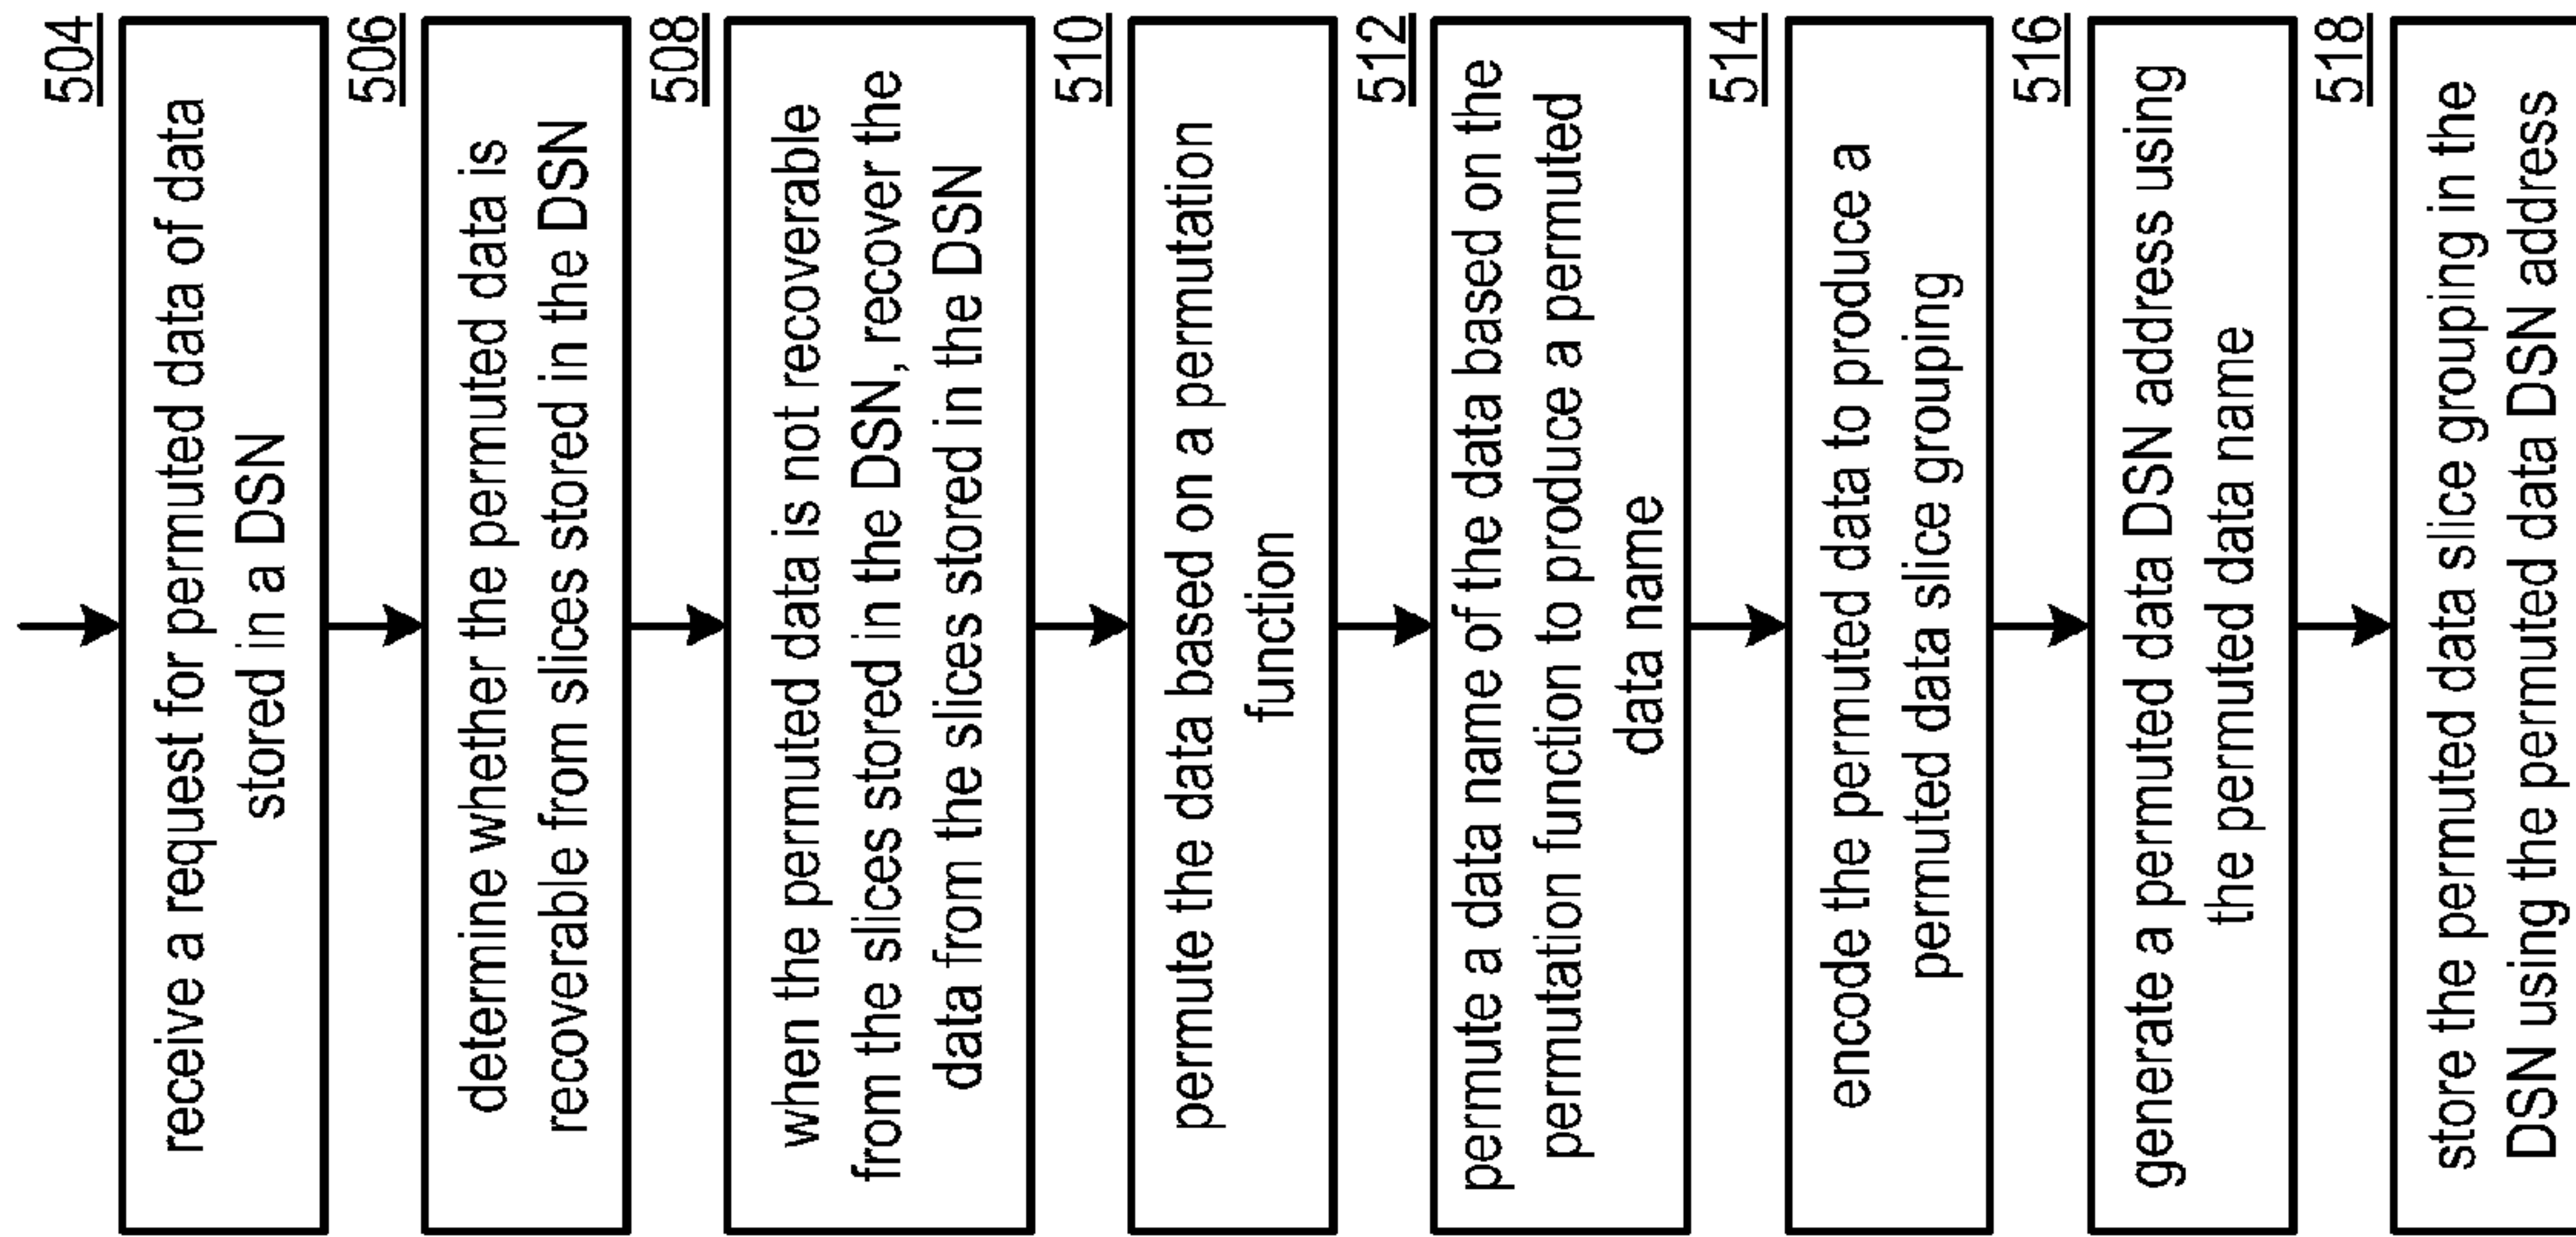 504
receive a request for permuted data of data
stored in a DSN
506
determine whether the permuted data is
recoverable from slices stored in the DSN
508
when the permuted data is not recoverable
from the slices stored in the DSN, recover the
data from the slices stored in the DSN
510
permute the data based on a permutation
function
512
permute a data name of the data based on the
permutation function to produce a permuted
data name
514
encode the permuted data to produce a
permuted data slice grouping
516
generate a permuted data DSN address using
the permuted data name
518
store the permuted data slice grouping in the
DSN using the permuted data DSN address